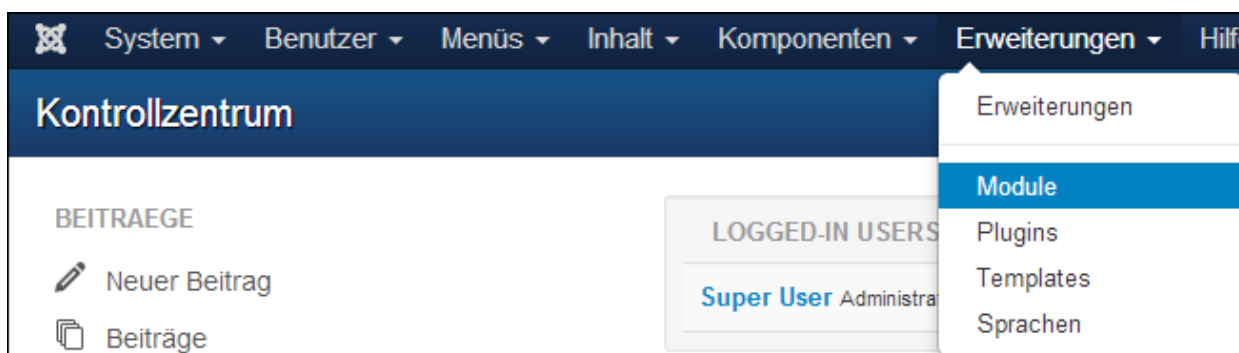 System Benutzer Menüs Inhalt Komponenten Erweiterungen
Kontrollzentrum
Erweiterungen
Module
Plugins
Templates
Sprachen
BEITRAEGE
Neuer Beitrag
Beiträge
LOGGED-IN USERS
Super User